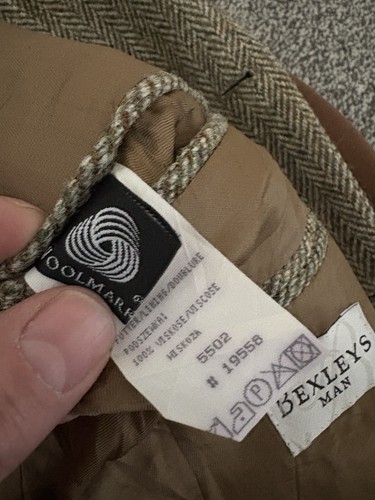 WOOLMARK
FUTTER/LINING/DOUBLURE
PODSZEWKA:
100% VISKOSE/VISCOSE
WISKOZA
5502
# 19558
BEXLEYS
MAN